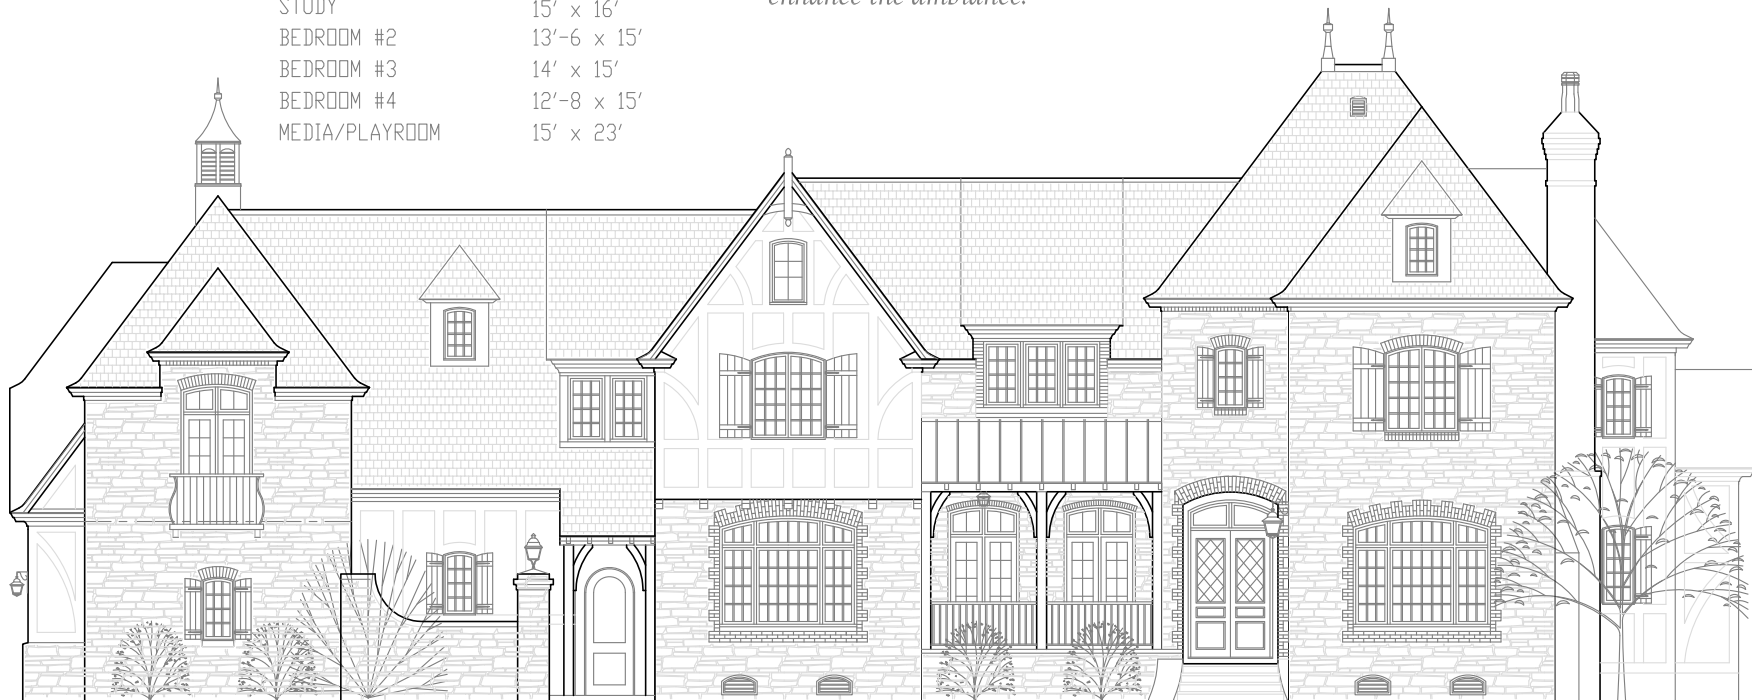 STUDY 15' x 16'
enhance the ambiance.
BEDROOM #2 13'-6 x 15'
BEDROOM #3 14' x 15'
BEDROOM #4 12'-8 x 15'
MEDIA/PLAYROOM 15' x 23'